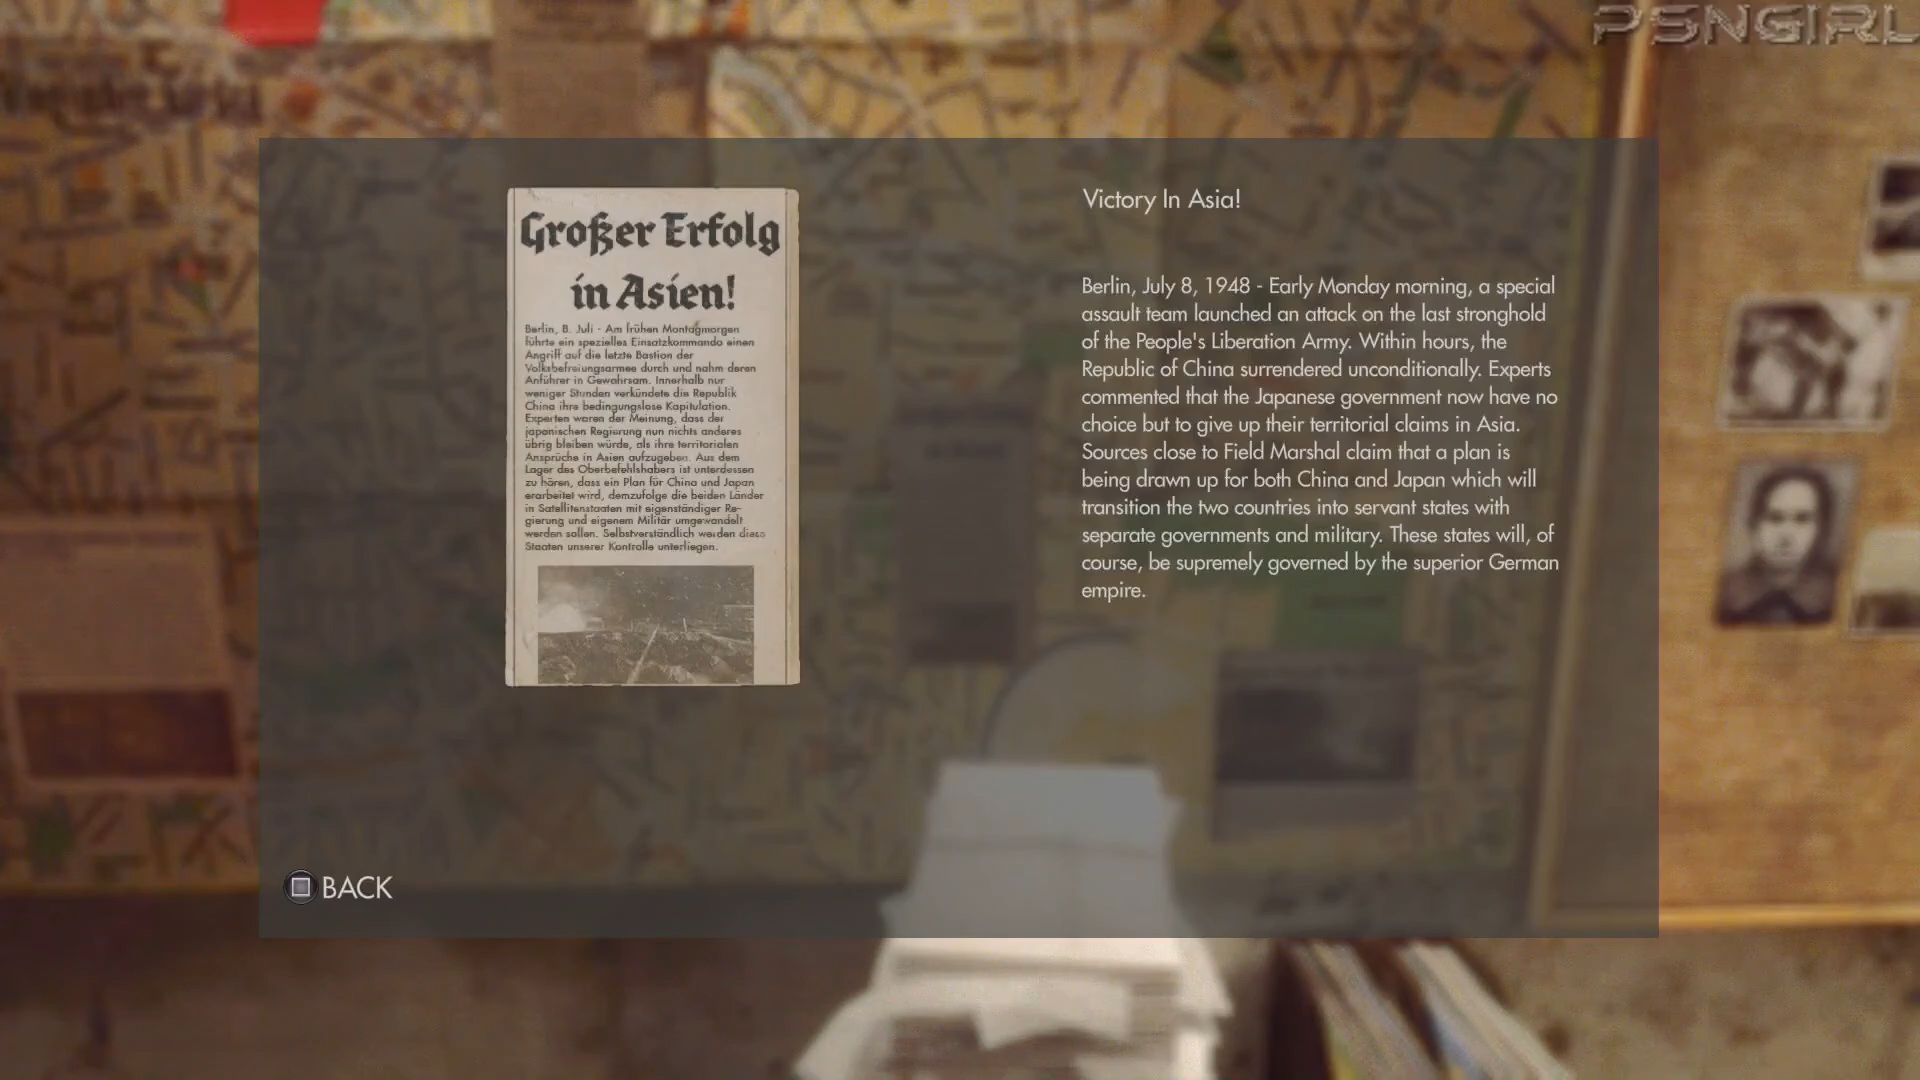 PSNGIRL
Großer Erfolg
in Asien!
Berlin, 8. Juli - Am frühen Montagmorgen
führte ein spezielles Einsatzkommando einen
Angriff auf die letzte Bastion der
Volksbefreiungsarmee durch und nahm deren
Anführer in Gewahrsam. Innerhalb nur
weniger Stunden verkündete die Republik
China ihre bedingungslose Kapitulation.
Experten waren der Meinung, dass der
japanischen Regierung nun nichts anderes
übrig bleiben würde, als ihre territorialen
Ansprüche in Asien aufzugeben. Aus dem
Lager des Oberbefehlshabers ist unterdessen
zu hören, dass ein Plan für China und Japan
erarbeitet wird, demzufolge die beiden Länder
in Satellitenstaaten mit eigenständiger Re-
gierung und eigenem Militär umgewandelt
werden sollen. Selbstverständlich werden diese
Staaten unserer Kontrolle unterliegen.
Victory In Asia!
Berlin, July 8, 1948 - Early Monday morning, a special
assault team launched an attack on the last stronghold
of the People's Liberation Army. Within hours, the
Republic of China surrendered unconditionally. Experts
commented that the Japanese government now have no
choice but to give up their territorial claims in Asia.
Sources close to Field Marshal claim that a plan is
being drawn up for both China and Japan which will
transition the two countries into servant states with
separate governments and military. These states will, of
course, be supremely governed by the superior German
empire.
BACK